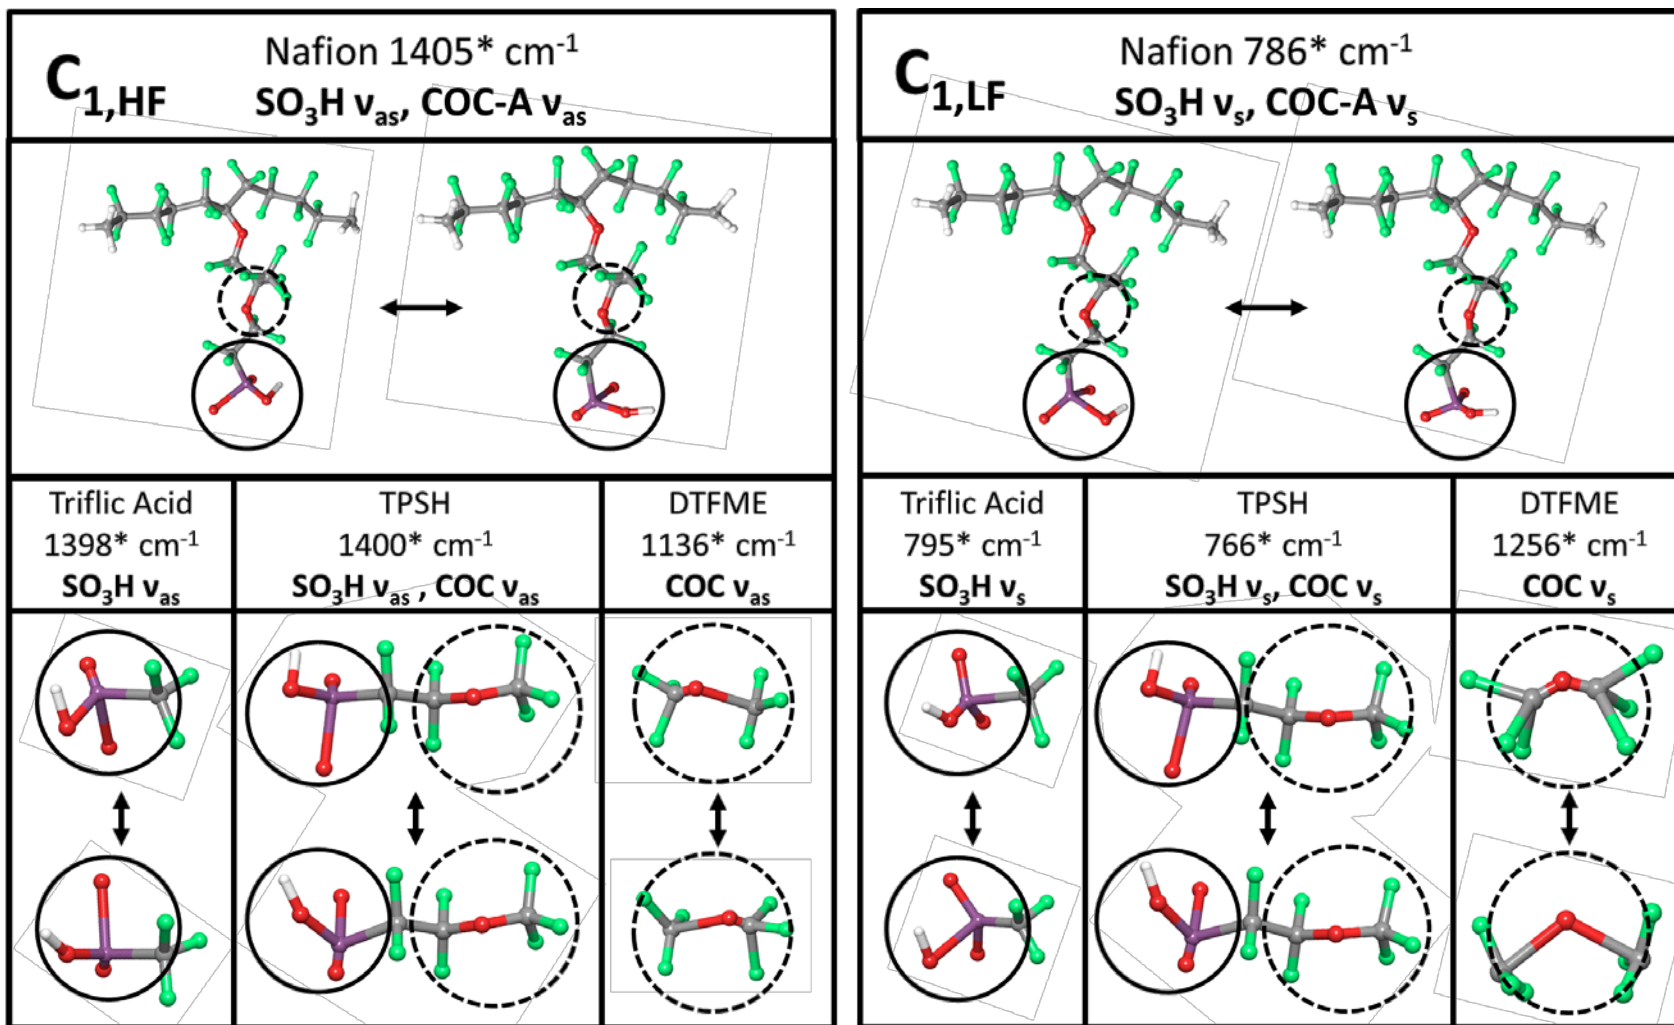 C1,HF
Nafion 1405* cm-1
SO3H νas, COC-A νas
Triflic Acid
1398* cm-1
SO3H νas
TPSH
1400* cm-1
SO3H νas , COC νas
DTFME
1136* cm-1
COC νas
C1,LF
Nafion 786* cm-1
SO3H νs, COC-A νs
Triflic Acid
795* cm-1
SO3H νs
TPSH
766* cm-1
SO3H νs, COC νs
DTFME
1256* cm-1
COC νs